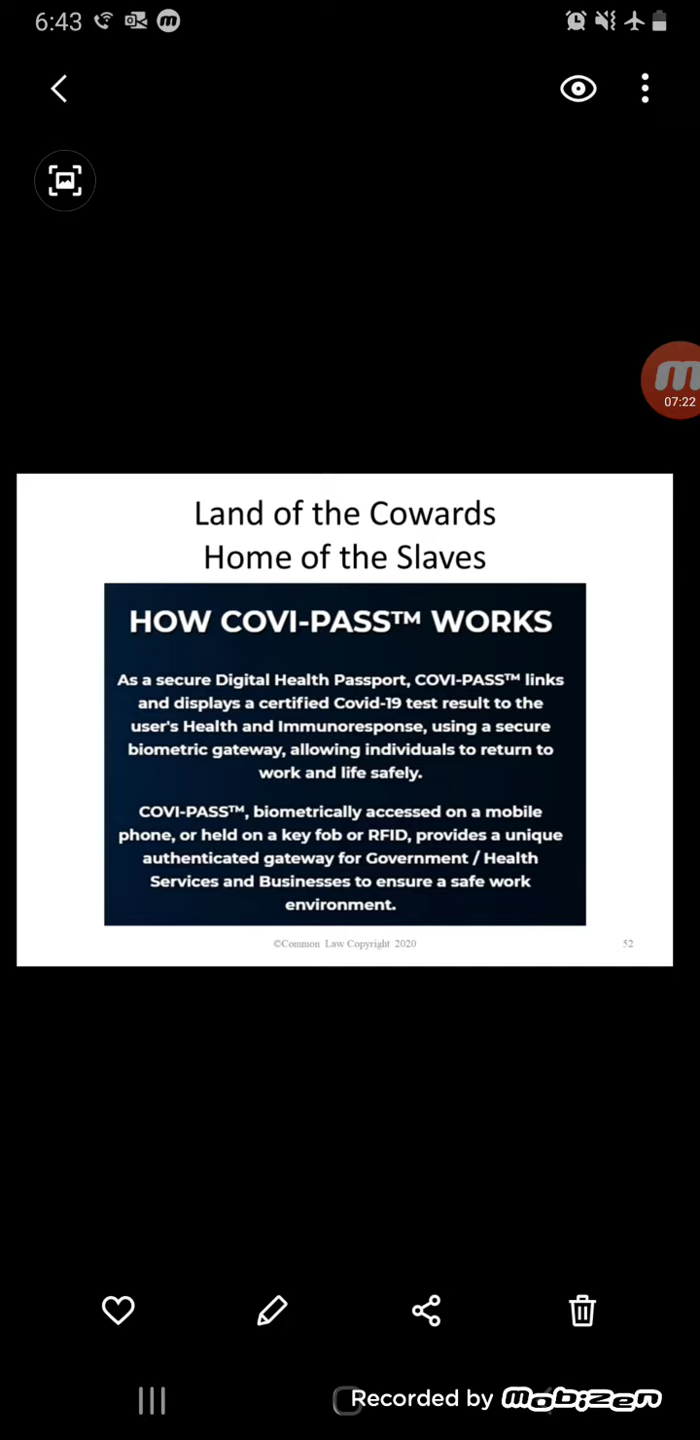 6:43
07:22
Land of the Cowards
Home of the Slaves
HOW COVI-PASS™ WORKS
As a secure Digital Health Passport, COVI-PASS™ links
and displays a certified Covid-19 test result to the
user's Health and Immunoresponse, using a secure
biometric gateway, allowing individuals to return to
work and life safely.
COVI-PASS™, biometrically accessed on a mobile
phone, or held on a key fob or RFID, provides a unique
authenticated gateway for Government / Health
Services and Businesses to ensure a safe work
environment.
©Common Law Copyright 2020 52
Recorded by mobizen